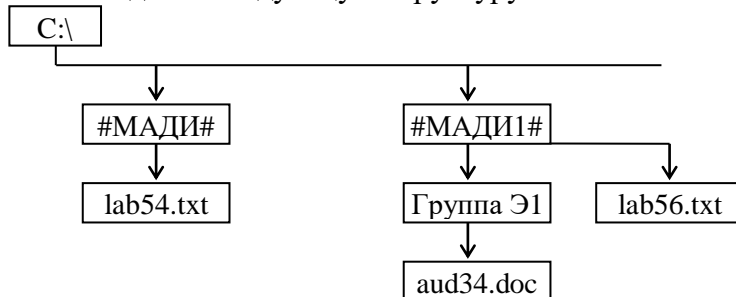 C:\
#МАДИ#
#МАДИ1#
lab54.txt
Группа Э1
lab56.txt
aud34.doc